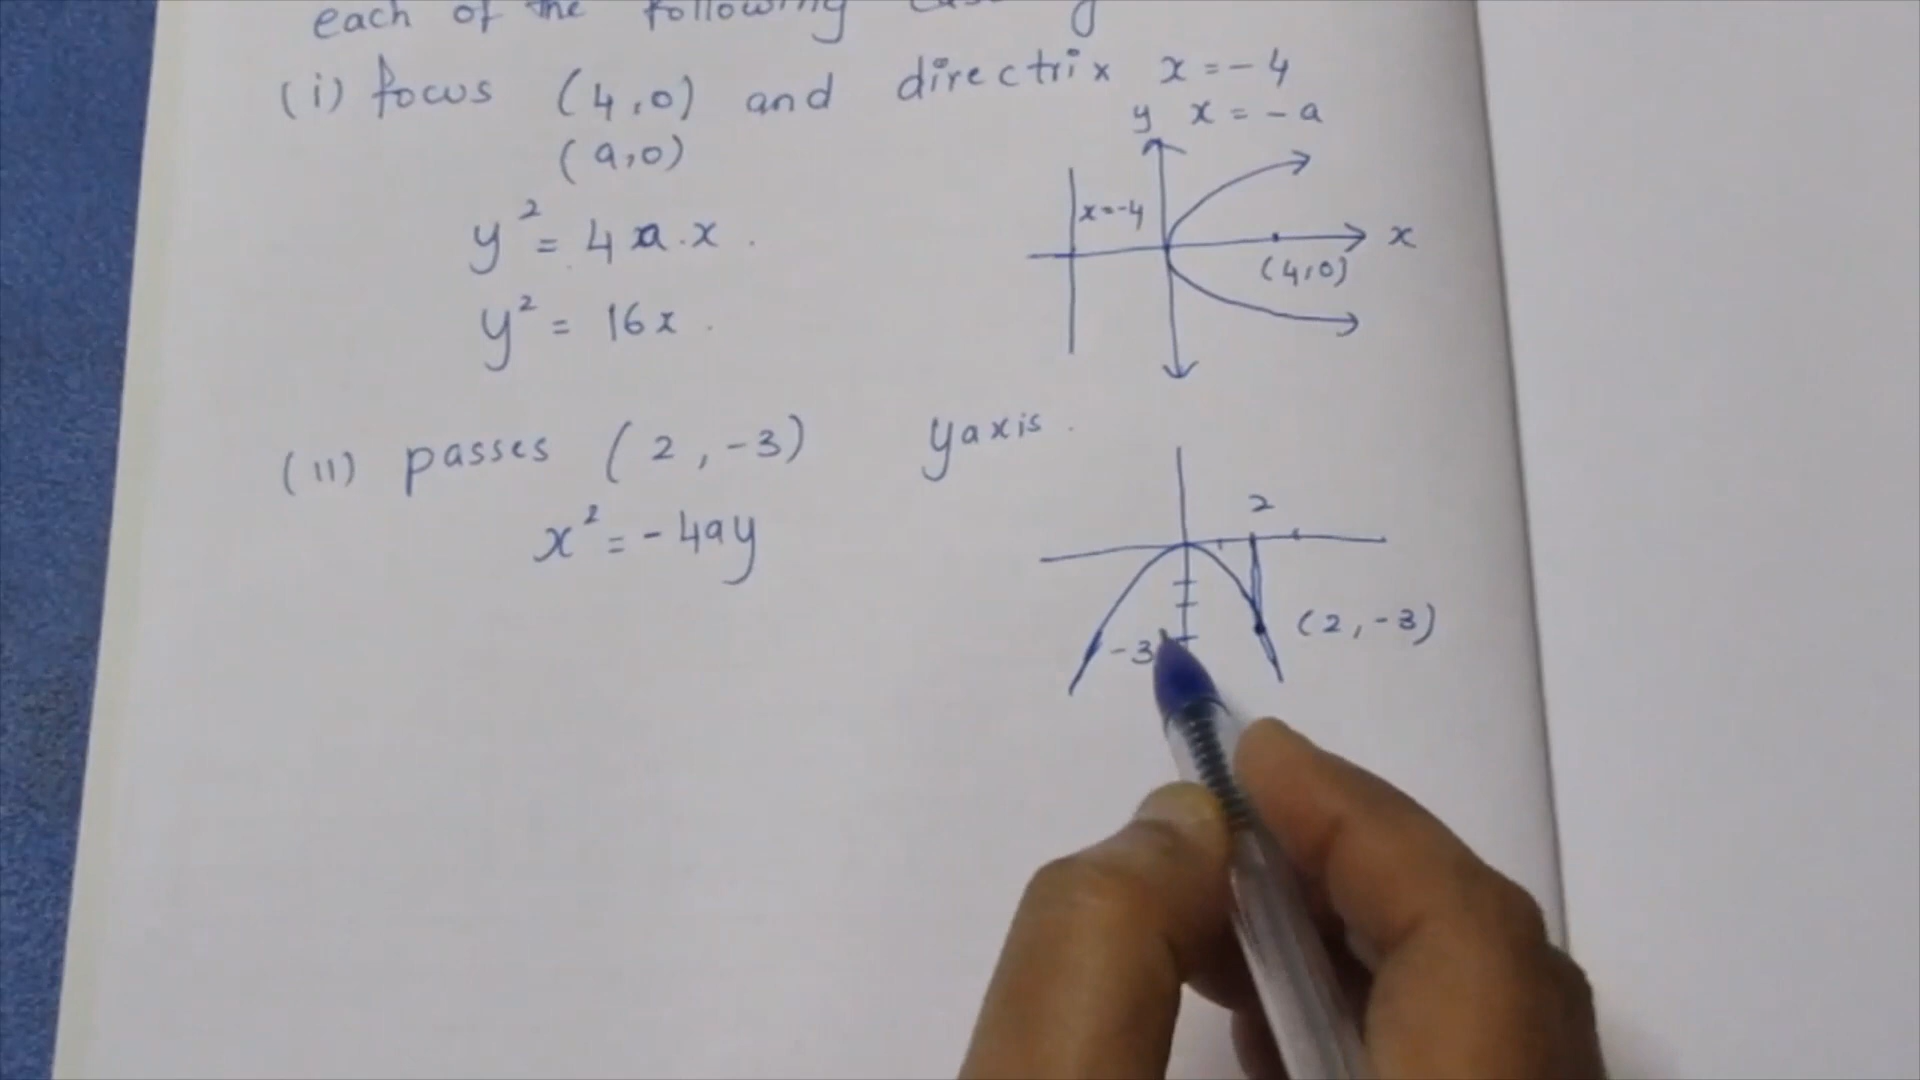 each of the following
(i) focus (4,0) and directrix x = -4
(a,0)
y x = -a
x=-4
x
(4,0)
y² = 4a.x.
y² = 16x.
(ii) passes (2,-3) yaxis.
x² = -4ay
2
(2,-3)
-3